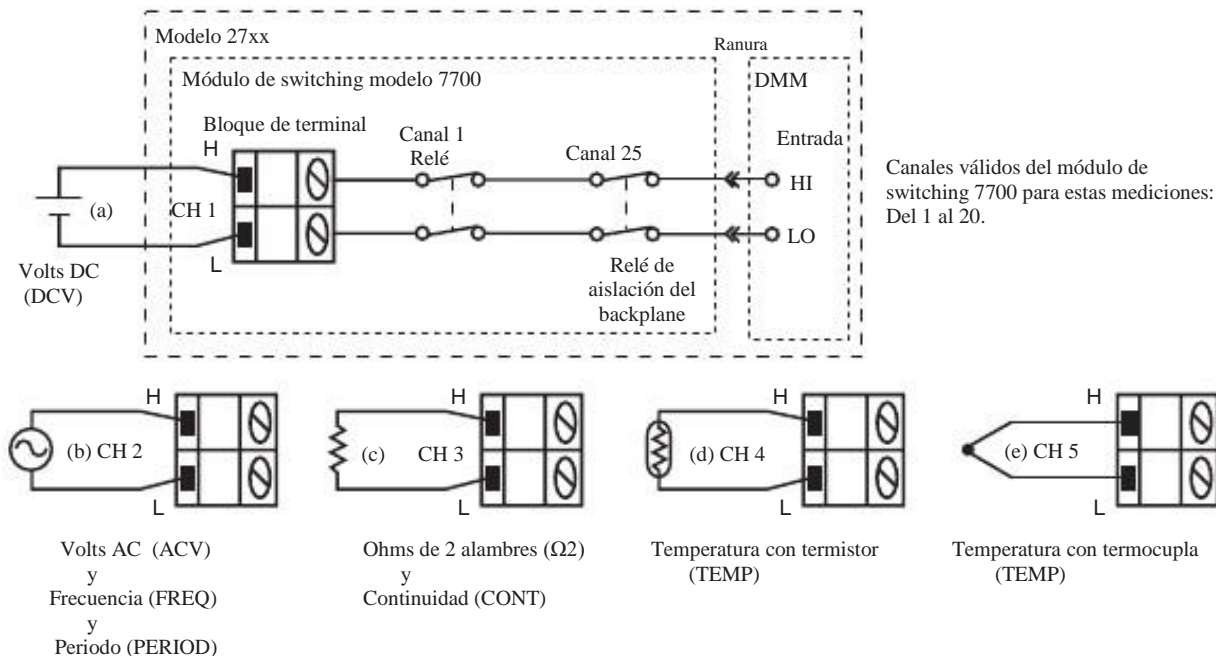 Modelo 27xx
Ranura
Módulo de switching modelo 7700
DMM
Bloque de terminal
H
Canal 1
Relé
Canal 25
Entrada
HI
(a)
CH 1
LO
L
Volts DC
(DCV)
Relé de
aislación del
backplane
Canales válidos del módulo de
switching 7700 para estas mediciones:
Del 1 al 20.
H
(b) CH 2
L
Volts AC (ACV)
y
Frecuencia (FREQ)
y
Periodo (PERIOD)
H
(c) CH 3
L
Ohms de 2 alambres (Ω2)
y
Continuidad (CONT)
H
(d) CH 4
L
Temperatura con termistor
(TEMP)
H
(e) CH 5
L
Temperatura con termocupla
(TEMP)